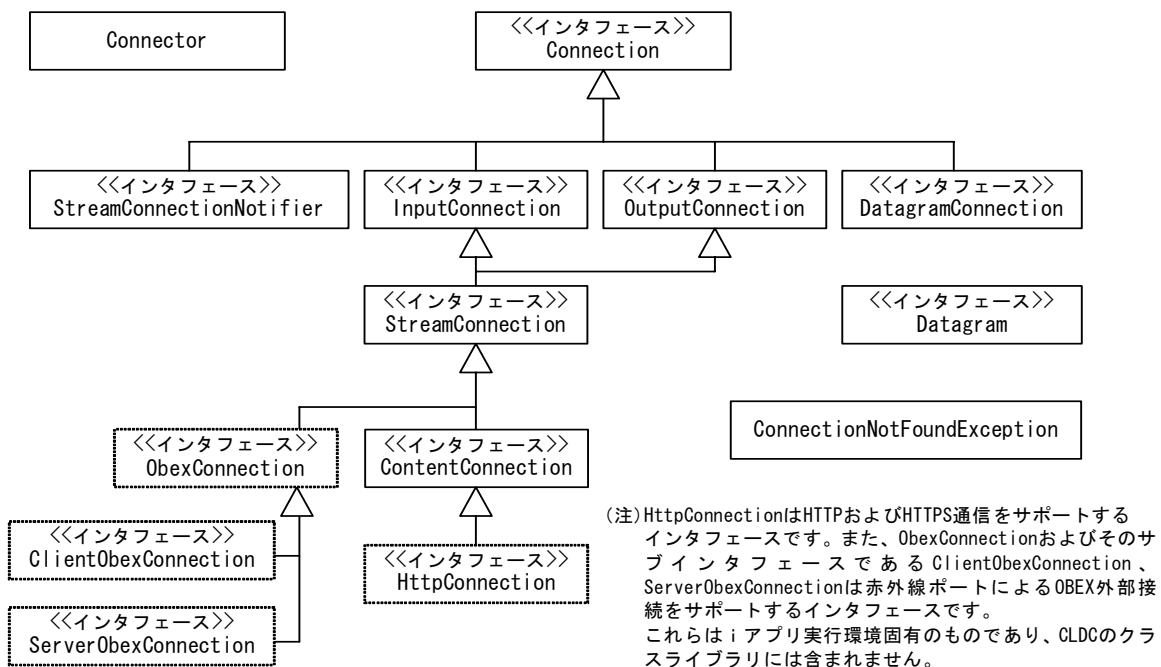 Connector
<<インタフェース>>
Connection
<<インタフェース>>
StreamConnectionNotifier
<<インタフェース>>
InputConnection
<<インタフェース>>
OutputConnection
<<インタフェース>>
DatagramConnection
<<インタフェース>>
StreamConnection
<<インタフェース>>
Datagram
<<インタフェース>>
ObexConnection
<<インタフェース>>
ContentConnection
ConnectionNotFoundException
<<インタフェース>>
ClientObexConnection
<<インタフェース>>
HttpConnection
<<インタフェース>>
ServerObexConnection
(注)HttpConnectionはHTTPおよびHTTPS通信をサポートする
インタフェースです。また、ObexConnectionおよびそのサ
ブインタフェースであるClientObexConnection、
ServerObexConnectionは赤外線ポートによるOBEX外部接
続をサポートするインタフェースです。
これらはiアプリ実行環境固有のものであり、CLDCのクラ
スライブラリには含まれません。